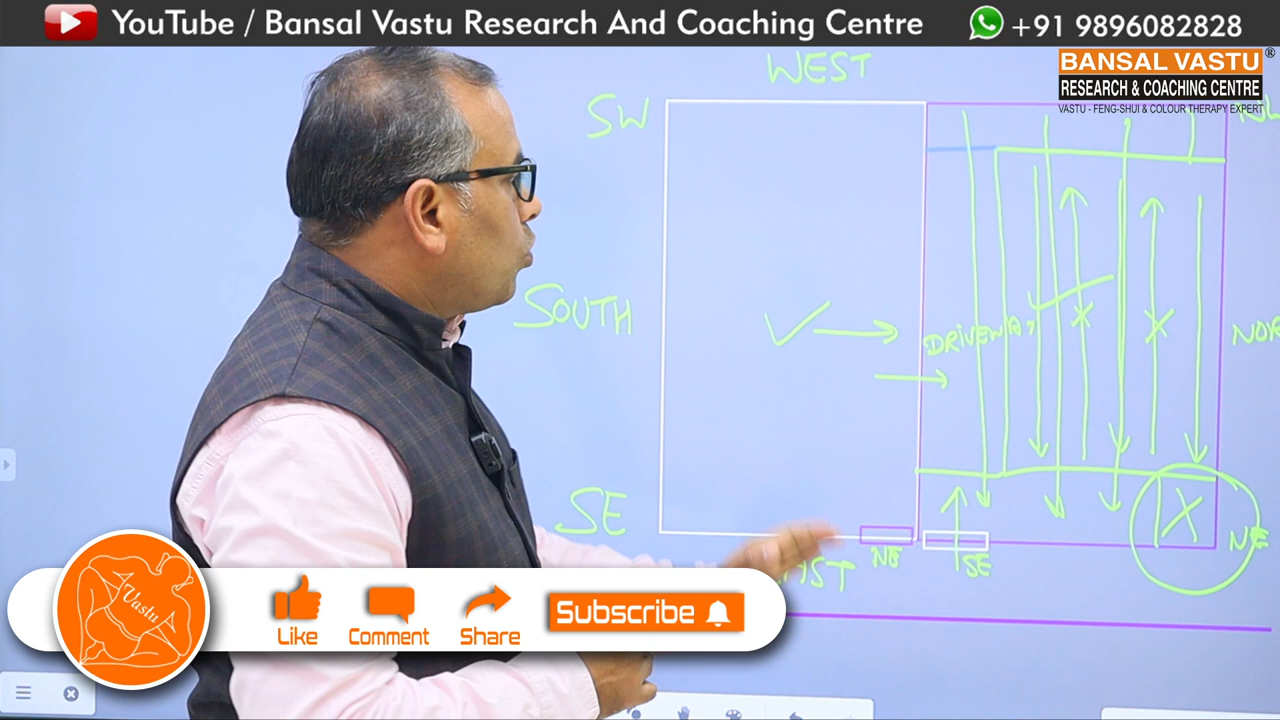 YouTube / Bansal Vastu Research And Coaching Centre
+91 9896082828
BANSAL VASTU®
RESEARCH & COACHING CENTRE
VASTU - FENG-SHUI & COLOUR THERAPY EXPERT
WEST
SW
SOUTH
DRIVEWAY
NOR
SE
NE
NE
SE
Vastu
Like
Comment
Share
Subscribe